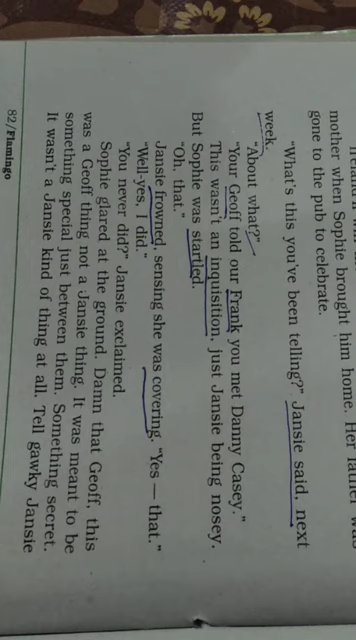 mother when Sophie brought him home. Her father was
gone to the pub to celebrate.
"What's this you've been telling?" Jansie said, next
week.
"About what?"
"Your Geoff told our Frank you met Danny Casey."
This wasn't an inquisition, just Jansie being nosey.
But Sophie was startled.
"Oh, that."
Jansie frowned, sensing she was covering. "Yes — that."
"Well-yes, I did."
"You never did?" Jansie exclaimed.
Sophie glared at the ground. Damn that Geoff, this
was a Geoff thing not a Jansie thing. It was meant to be
something special just between them. Something secret.
It wasn't a Jansie kind of thing at all. Tell gawky Jansie
82/Flamingo